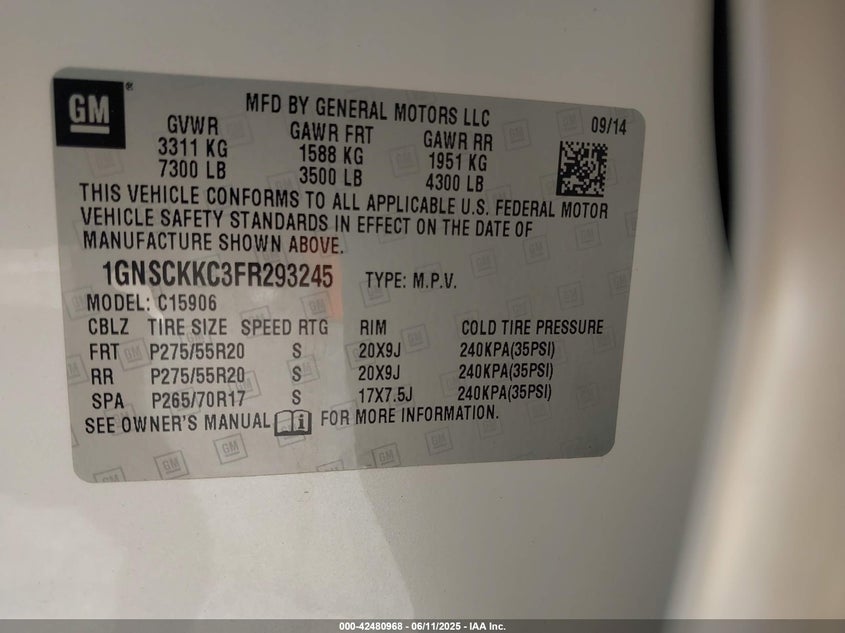 GM ®
MFD BY GENERAL MOTORS LLC
09/14
GVWR GAWR FRT GAWR RR
3311 KG 1588 KG 1951 KG
7300 LB 3500 LB 4300 LB
THIS VEHICLE CONFORMS TO ALL APPLICABLE U.S. FEDERAL MOTOR
VEHICLE SAFETY STANDARDS IN EFFECT ON THE DATE OF
MANUFACTURE SHOWN ABOVE.
1GNSCKKC3FR293245 TYPE: M.P.V.
MODEL: C15906
CBLZ TIRE SIZE SPEED RTG RIM COLD TIRE PRESSURE
FRT P275/55R20 S 20X9J 240KPA(35PSI)
RR P275/55R20 S 20X9J 240KPA(35PSI)
SPA P265/70R17 S 17X7.5J 240KPA(35PSI)
SEE OWNER'S MANUAL i FOR MORE INFORMATION.
000-42480968 - 06/11/2025 - IAA Inc.